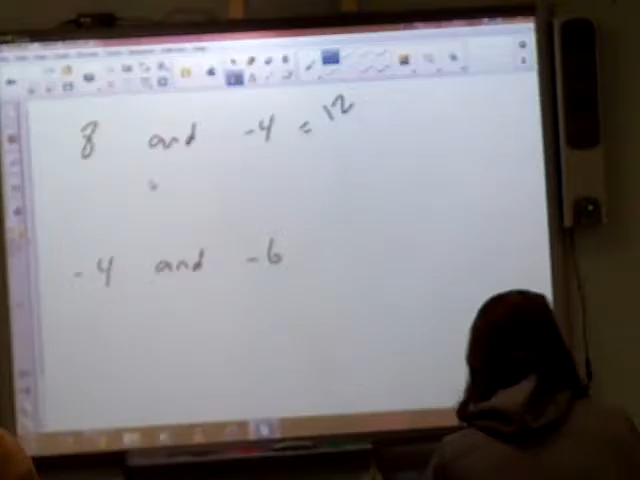 8 and -4 = 12
-4 and -6